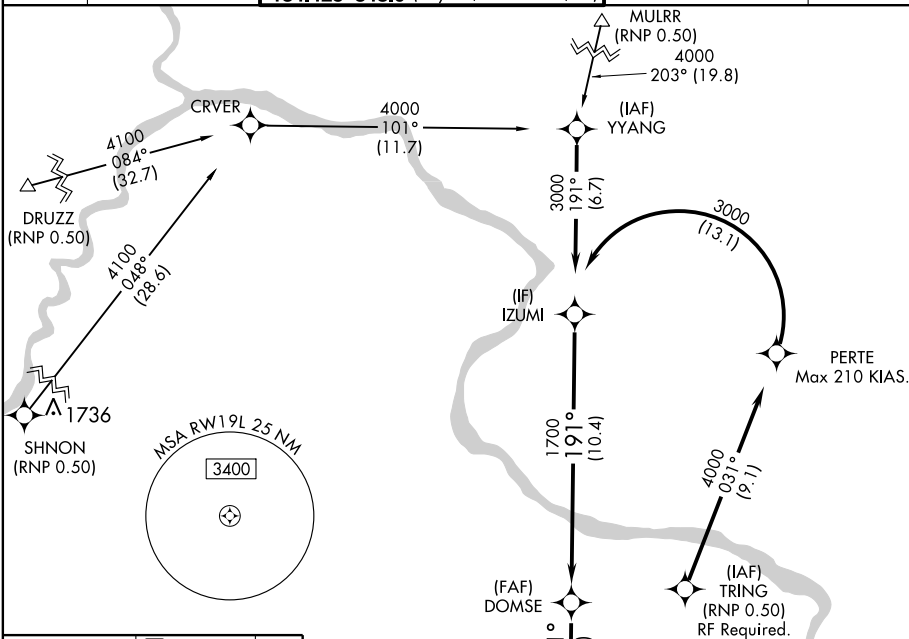 MULRR
(RNP 0.50)
4000
203° (19.8)
CRVER
4000
101°
(11.7)
(IAF)
YYANG
4100
084°
(32.7)
DRUZZ
(RNP 0.50)
3000
191°
(6.7)
3000
(13.1)
4100
048°
(28.6)
(IF)
IZUMI
PERTE
Max 210 KIAS.
1736
SHNON
(RNP 0.50)
MSA RW19L 25 NM
3400
1700
191°
(10.4)
4000
031°
(9.1)
(FAF)
DOMSE
(IAF)
TRING
(RNP 0.50)
RF Required.